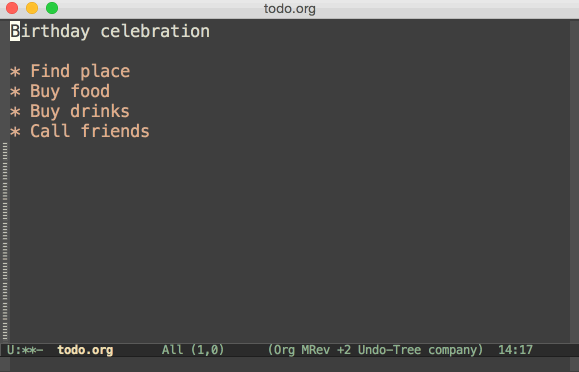 todo.org
Birthday celebration
* Find place
* Buy food
* Buy drinks
* Call friends
U:**- todo.org All (1,0) (Org MRev +2 Undo-Tree company) 14:17